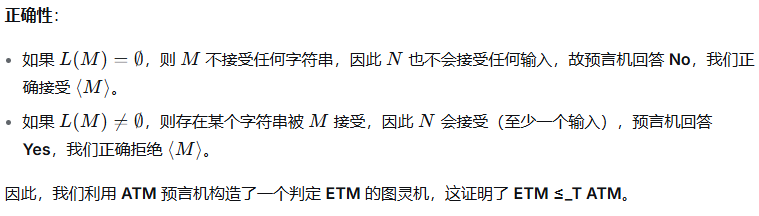 正确性：
• 如果 L(M) = ∅，则 M 不接受任何字符串，因此 N 也不会接受任何输入，故预言机回答 No，我们正
确接受 ⟨M⟩。
• 如果 L(M) ≠ ∅，则存在某个字符串被 M 接受，因此 N 会接受（至少一个输入），预言机回答
Yes，我们正确拒绝 ⟨M⟩。
因此，我们利用 ATM 预言机构造了一个判定 ETM 的图灵机，这证明了 ETM ≤_T ATM。